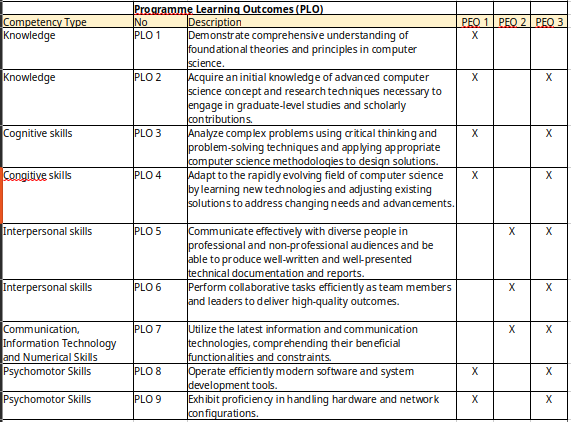 Programme Learning Outcomes (PLO)
Competency Type No Description PEO 1 PEO 2 PEO 3
Knowledge PLO 1 Demonstrate comprehensive understanding of X
foundational theories and principles in computer
science.
Knowledge PLO 2 Acquire an initial knowledge of advanced computer X X
science concept and research techniques necessary to
engage in graduate-level studies and scholarly
contributions.
Cognitive skills PLO 3 Analyze complex problems using critical thinking and X X
problem-solving techniques and applying appropriate
computer science methodologies to design solutions.
Congitive skills PLO 4 Adapt to the rapidly evolving field of computer science X X
by learning new technologies and adjusting existing
solutions to address changing needs and advancements.
Interpersonal skills PLO 5 Communicate effectively with diverse people in X X
professional and non-professional audiences and be
able to produce well-written and well-presented
technical documentation and reports.
Interpersonal skills PLO 6 Perform collaborative tasks efficiently as team members X X
and leaders to deliver high-quality outcomes.
Communication, PLO 7 Utilize the latest information and communication X X
Information Technology technologies, comprehending their beneficial
and Numerical Skills functionalities and constraints.
Psychomotor Skills PLO 8 Operate efficiently modern software and system X X
development tools.
Psychomotor Skills PLO 9 Exhibit proficiency in handling hardware and network X X
configurations.